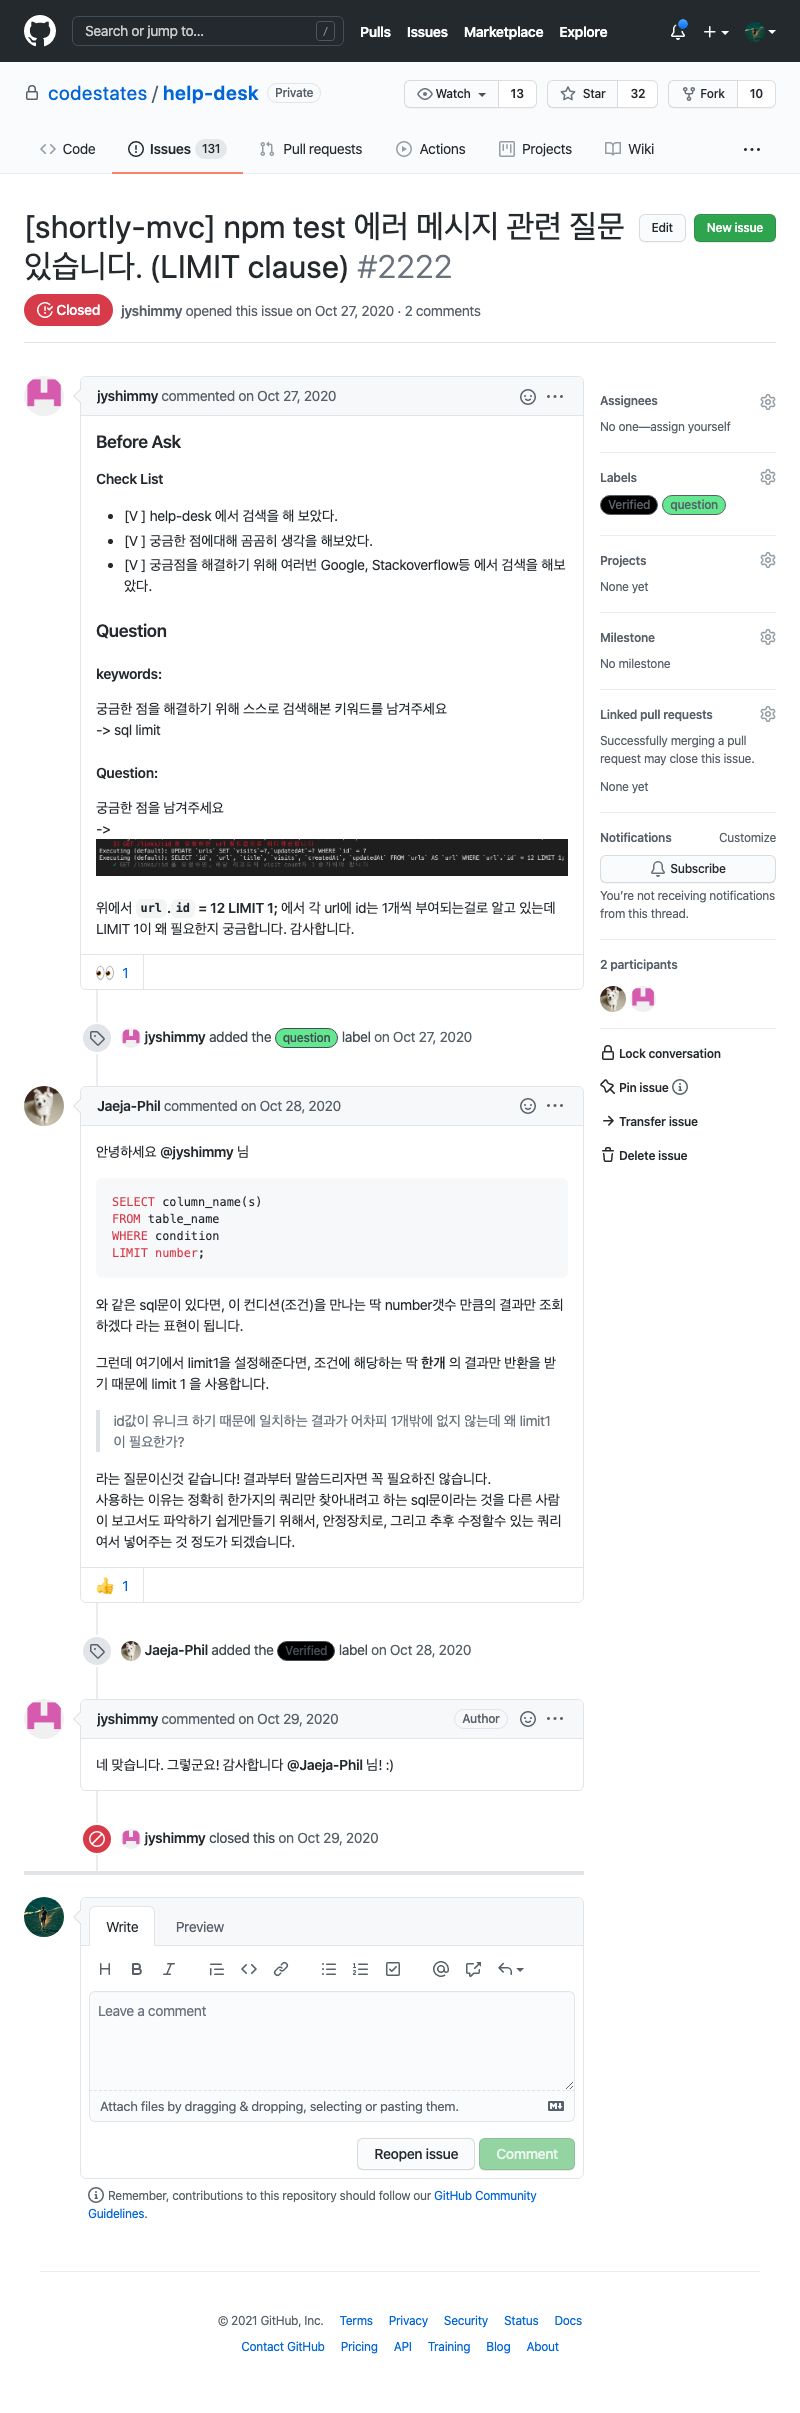 Search or jump to... /
Pulls Issues Marketplace Explore
codestates / help-desk Private
Watch 13 Star 32 Fork 10
Code Issues 131 Pull requests Actions Projects Wiki
[shortly-mvc] npm test 에러 메시지 관련 질문
있습니다. (LIMIT clause) #2222
Edit New issue
Closed jyshimmy opened this issue on Oct 27, 2020 · 2 comments
jyshimmy commented on Oct 27, 2020
Before Ask
Check List
• [V ] help-desk 에서 검색을 해 보았다.
• [V ] 궁금한 점에대해 곰곰히 생각을 해보았다.
• [V ] 궁금점을 해결하기 위해 여러번 Google, Stackoverflow등 에서 검색을 해보
았다.
Question
keywords:
궁금한 점을 해결하기 위해 스스로 검색해본 키워드를 남겨주세요
-> sql limit
Question:
궁금한 점을 남겨주세요
->
Executing (default): UPDATE `urls` SET `visits`=?,`updatedAt`=? WHERE `id` = ?
Executing (default): SELECT `id`, `url`, `title`, `visits`, `createdAt`, `updatedAt` FROM `urls` AS `url` WHERE `url`.`id` = 12 LIMIT 1;
위에서 url . id = 12 LIMIT 1; 에서 각 url에 id는 1개씩 부여되는걸로 알고 있는데
LIMIT 1이 왜 필요한지 궁금합니다. 감사합니다.
👀 1
jyshimmy added the question label on Oct 27, 2020
Jaeja-Phil commented on Oct 28, 2020
안녕하세요 @jyshimmy 님
SELECT column_name(s)
FROM table_name
WHERE condition
LIMIT number;
와 같은 sql문이 있다면, 이 컨디션(조건)을 만나는 딱 number갯수 만큼의 결과만 조회
하겠다 라는 표현이 됩니다.
그런데 여기에서 limit1을 설정해준다면, 조건에 해당하는 딱 한개 의 결과만 반환을 받
기 때문에 limit 1 을 사용합니다.
id값이 유니크 하기 때문에 일치하는 결과가 어차피 1개밖에 없지 않는데 왜 limit1
이 필요한가?
라는 질문이신것 같습니다! 결과부터 말씀드리자면 꼭 필요하진 않습니다.
사용하는 이유는 정확히 한가지의 쿼리만 찾아내려고 하는 sql문이라는 것을 다른 사람
이 보고서도 파악하기 쉽게만들기 위해서, 안정장치로, 그리고 추후 수정할수 있는 쿼리
여서 넣어주는 것 정도가 되겠습니다.
👍 1
Jaeja-Phil added the Verified label on Oct 28, 2020
jyshimmy commented on Oct 29, 2020 Author
네 맞습니다. 그렇군요! 감사합니다 @Jaeja-Phil 님! :)
jyshimmy closed this on Oct 29, 2020
Write Preview
Leave a comment
Attach files by dragging & dropping, selecting or pasting them.
Reopen issue Comment
Remember, contributions to this repository should follow our GitHub Community
Guidelines.
Assignees
No one—assign yourself
Labels
Verified question
Projects
None yet
Milestone
No milestone
Linked pull requests
Successfully merging a pull
request may close this issue.
None yet
Notifications Customize
Subscribe
You're not receiving notifications
from this thread.
2 participants
Lock conversation
Pin issue
Transfer issue
Delete issue
© 2021 GitHub, Inc. Terms Privacy Security Status Docs
Contact GitHub Pricing API Training Blog About